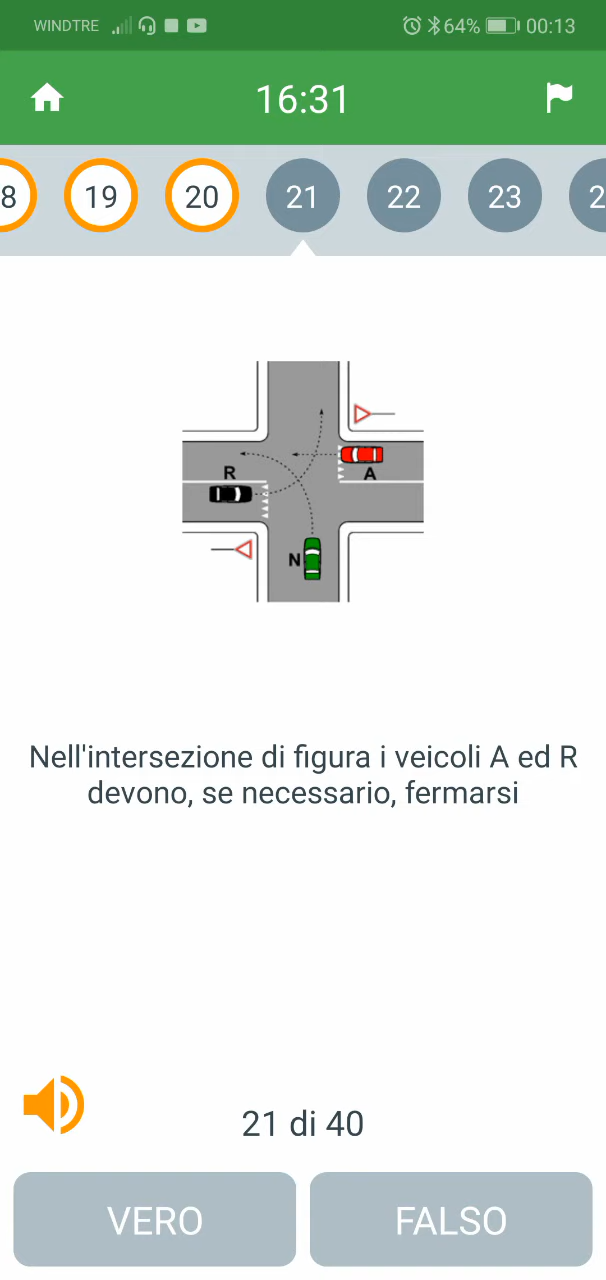 WINDTRE 64% 00:13
16:31
8 19 20 21 22 23 2
R
A
N
Nell'intersezione di figura i veicoli A ed R
devono, se necessario, fermarsi
21 di 40
VERO FALSO